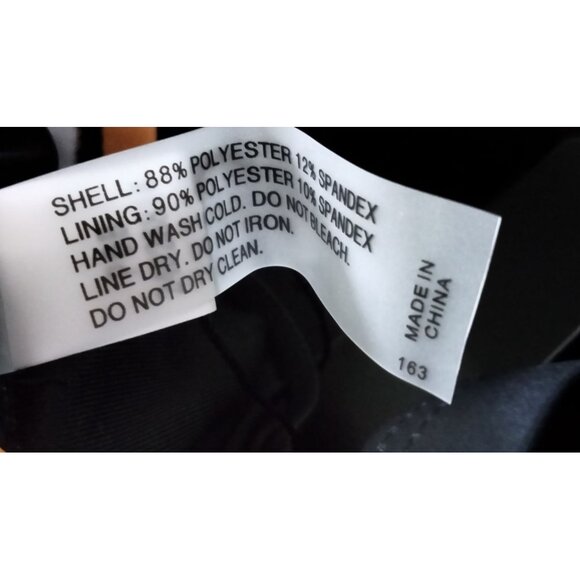 SHELL: 88% POLYESTER 12% SPANDEX
LINING: 90% POLYESTER 10% SPANDEX
HAND WASH COLD. DO NOT BLEACH.
LINE DRY. DO NOT IRON.
DO NOT DRY CLEAN.
MADE IN
CHINA
163